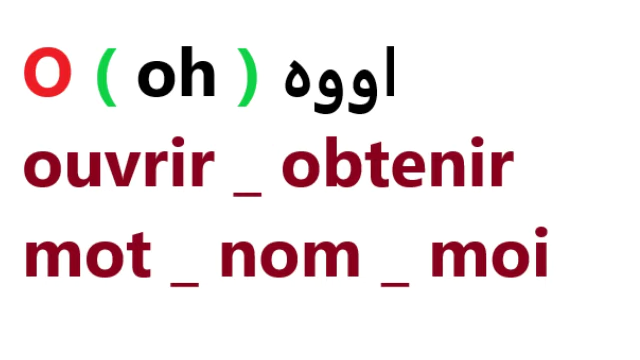 O ( oh ) اووه
ouvrir _ obtenir
mot _ nom _ moi